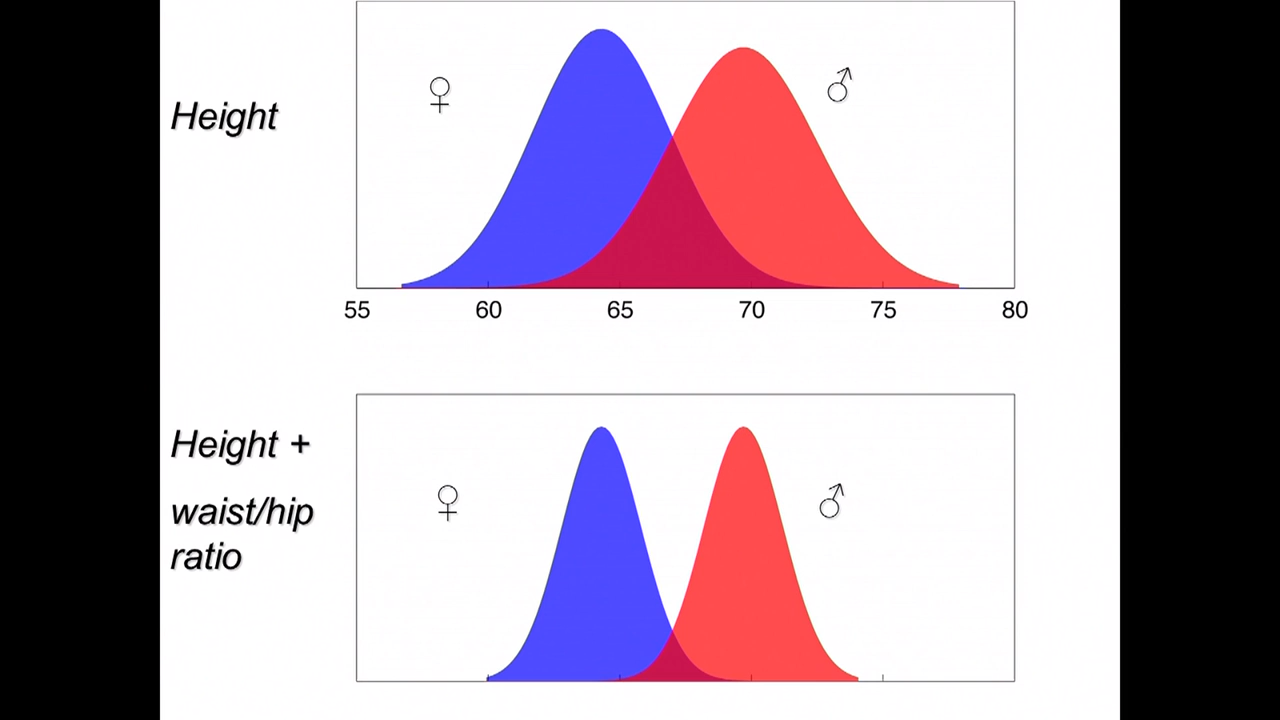 Height
♀
♂
55 60 65 70 75 80
Height +
waist/hip
ratio
♀
♂